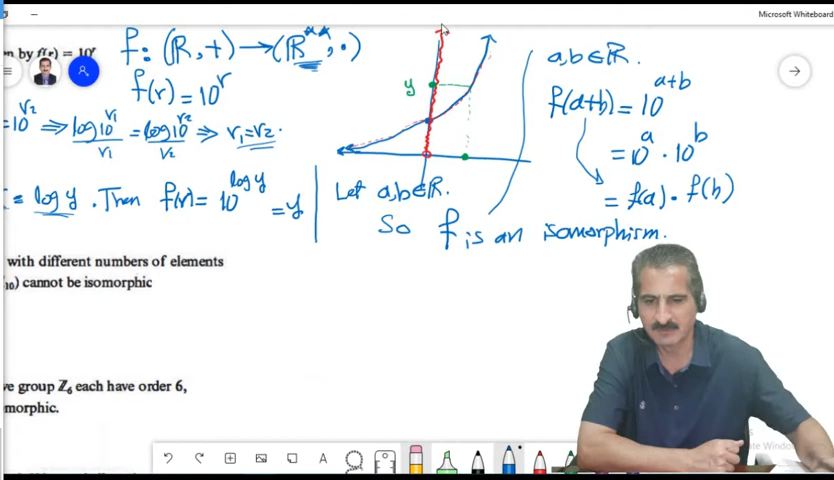 Microsoft Whiteboard
n by f(r) = 10ʳ
f: (ℝ, +) → (ℝ**, ·)
f(r) = 10^r
= 10^r₂ ⇒ log 10^r₁ = log 10^r₂ ⇒ r₁ = r₂.
r₁ r₂
= log y. Then f(r) = 10^log y = y
y
Let a,b ∈ ℝ.
a,b ∈ ℝ.
f(a+b) = 10^a+b
= 10^a · 10^b
= f(a) · f(b)
So f is an isomorphism.
with different numbers of elements
₁₀) cannot be isomorphic
ve group ℤ₆ each have order 6,
morphic.